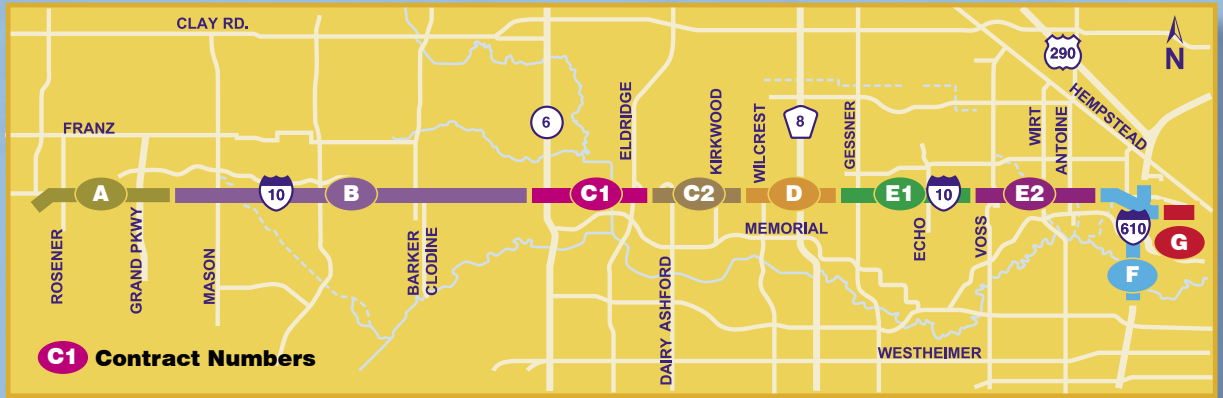 CLAY RD.
290
N
HEMPSTEAD
FRANZ
6
ELDRIDGE
KIRKWOOD
WILCREST
8
GESSNER
WIRT
ANTOINE
A
10
B
C1
C2
D
E1
10
E2
610
G
F
ROSENER
GRAND PKWY
MASON
BARKER
CLODINE
DAIRY ASHFORD
MEMORIAL
ECHO
VOSS
WESTHEIMER
C1 Contract Numbers